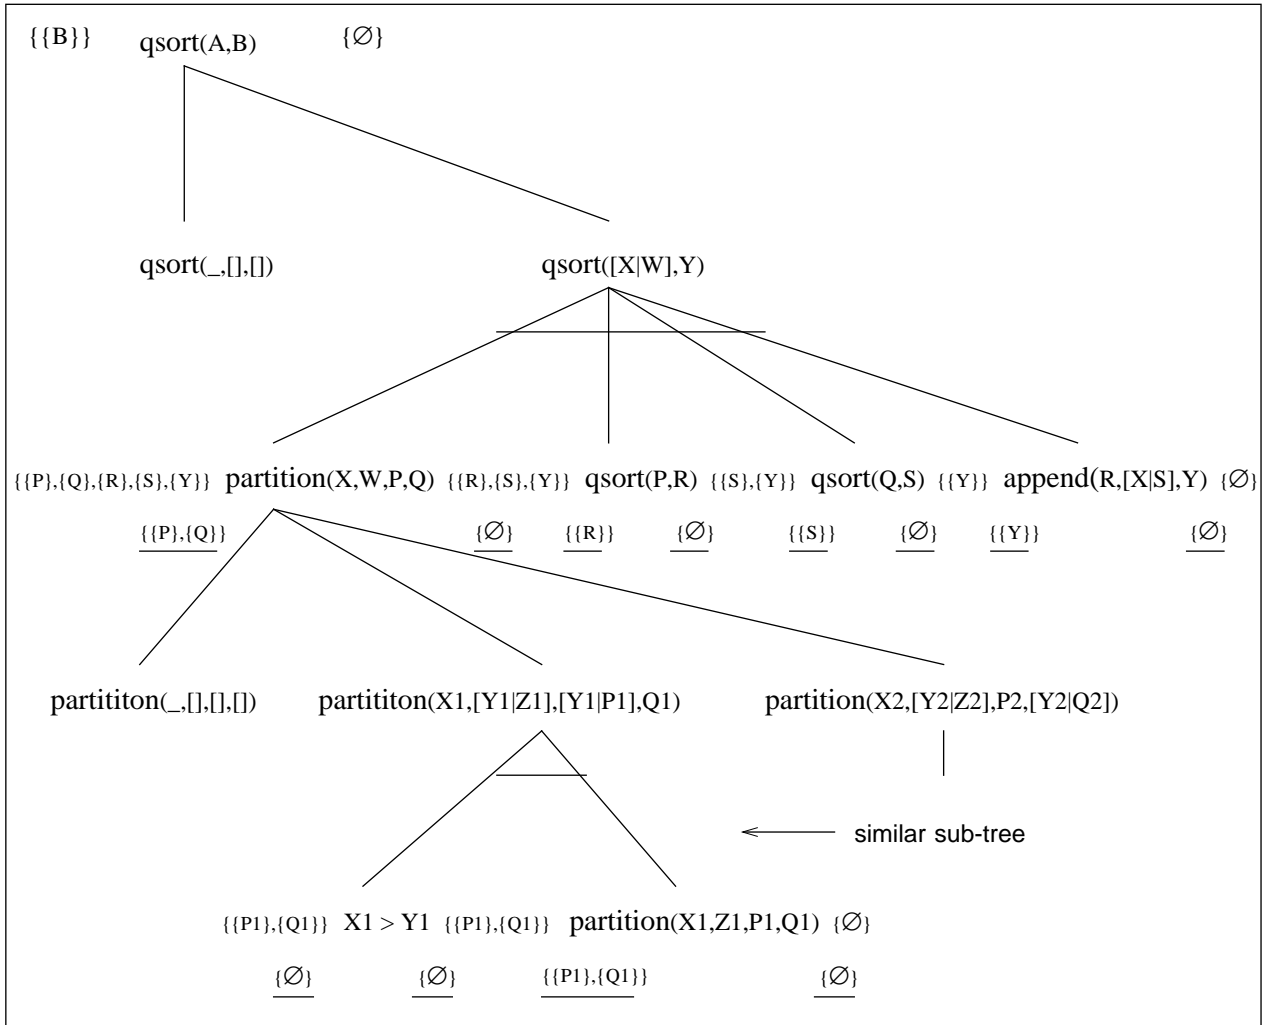 {{B}} qsort(A,B) {∅}
qsort(_,[],[]) qsort([X|W],Y)
{{P},{Q},{R},{S},{Y}} partition(X,W,P,Q) {{R},{S},{Y}} qsort(P,R) {{S},{Y}} qsort(Q,S) {{Y}} append(R,[X|S],Y) {∅}
{{P},{Q}} {∅} {{R}} {∅} {{S}} {∅} {{Y}} {∅}
partititon(_,[],[],[]) partititon(X1,[Y1|Z1],[Y1|P1],Q1) partition(X2,[Y2|Z2],P2,[Y2|Q2])
similar sub-tree
{{P1},{Q1}} X1 > Y1 {{P1},{Q1}} partition(X1,Z1,P1,Q1) {∅}
{∅} {∅} {{P1},{Q1}} {∅}